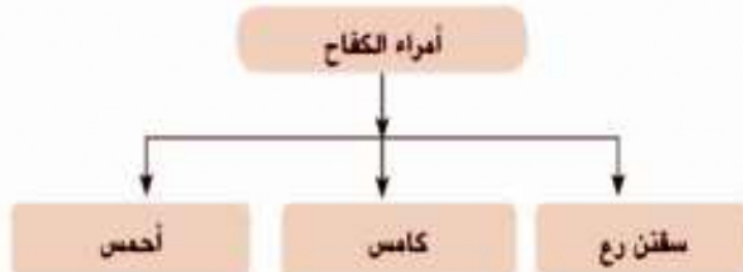 أمراء الكفاح
سقنن رع
كامس
أحمس